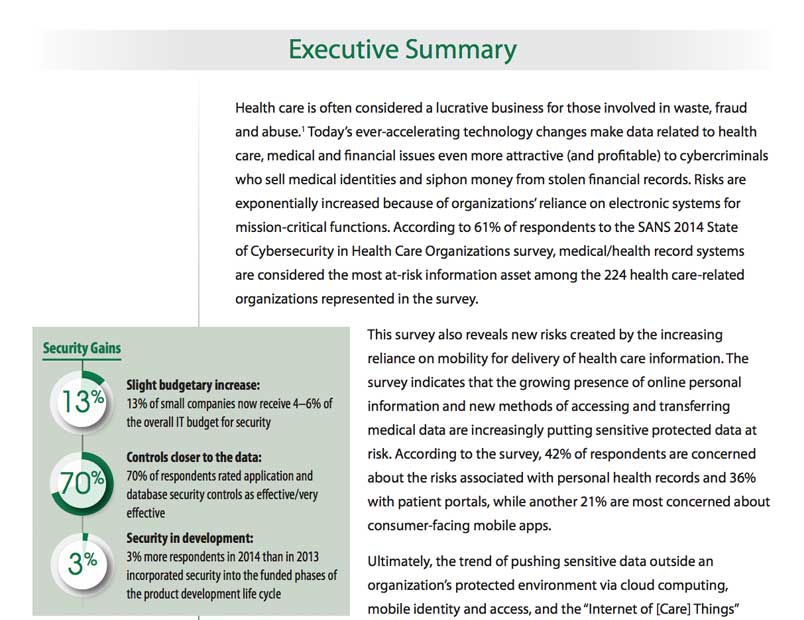 Executive Summary
Health care is often considered a lucrative business for those involved in waste, fraud
and abuse.¹ Today's ever-accelerating technology changes make data related to health
care, medical and financial issues even more attractive (and profitable) to cybercriminals
who sell medical identities and siphon money from stolen financial records. Risks are
exponentially increased because of organizations' reliance on electronic systems for
mission-critical functions. According to 61% of respondents to the SANS 2014 State
of Cybersecurity in Health Care Organizations survey, medical/health record systems
are considered the most at-risk information asset among the 224 health care-related
organizations represented in the survey.
Security Gains
13%
Slight budgetary increase:
13% of small companies now receive 4–6% of
the overall IT budget for security
70%
Controls closer to the data:
70% of respondents rated application and
database security controls as effective/very
effective
3%
Security in development:
3% more respondents in 2014 than in 2013
incorporated security into the funded phases of
the product development life cycle
This survey also reveals new risks created by the increasing
reliance on mobility for delivery of health care information. The
survey indicates that the growing presence of online personal
information and new methods of accessing and transferring
medical data are increasingly putting sensitive protected data at
risk. According to the survey, 42% of respondents are concerned
about the risks associated with personal health records and 36%
with patient portals, while another 21% are most concerned about
consumer-facing mobile apps.
Ultimately, the trend of pushing sensitive data outside an
organization's protected environment via cloud computing,
mobile identity and access, and the "Internet of [Care] Things"